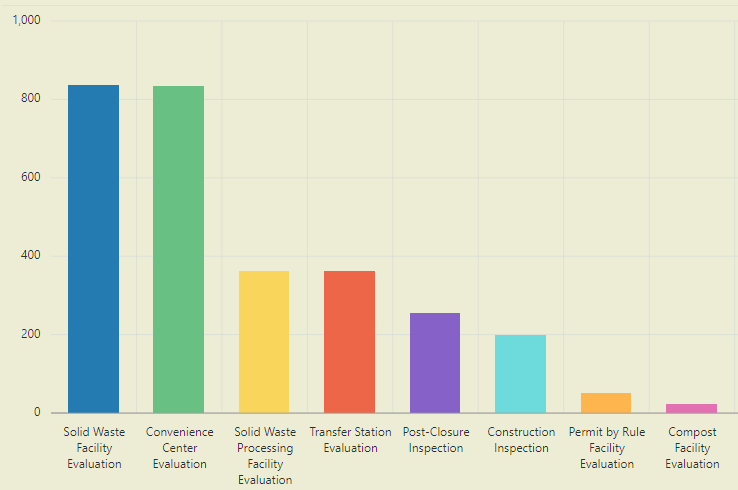 1,000
800
600
400
200
0
Solid Waste
Facility
Evaluation
Convenience
Center
Evaluation
Solid Waste
Processing
Facility
Evaluation
Transfer Station
Evaluation
Post-Closure
Inspection
Construction
Inspection
Permit by Rule
Facility
Evaluation
Compost
Facility
Evaluation